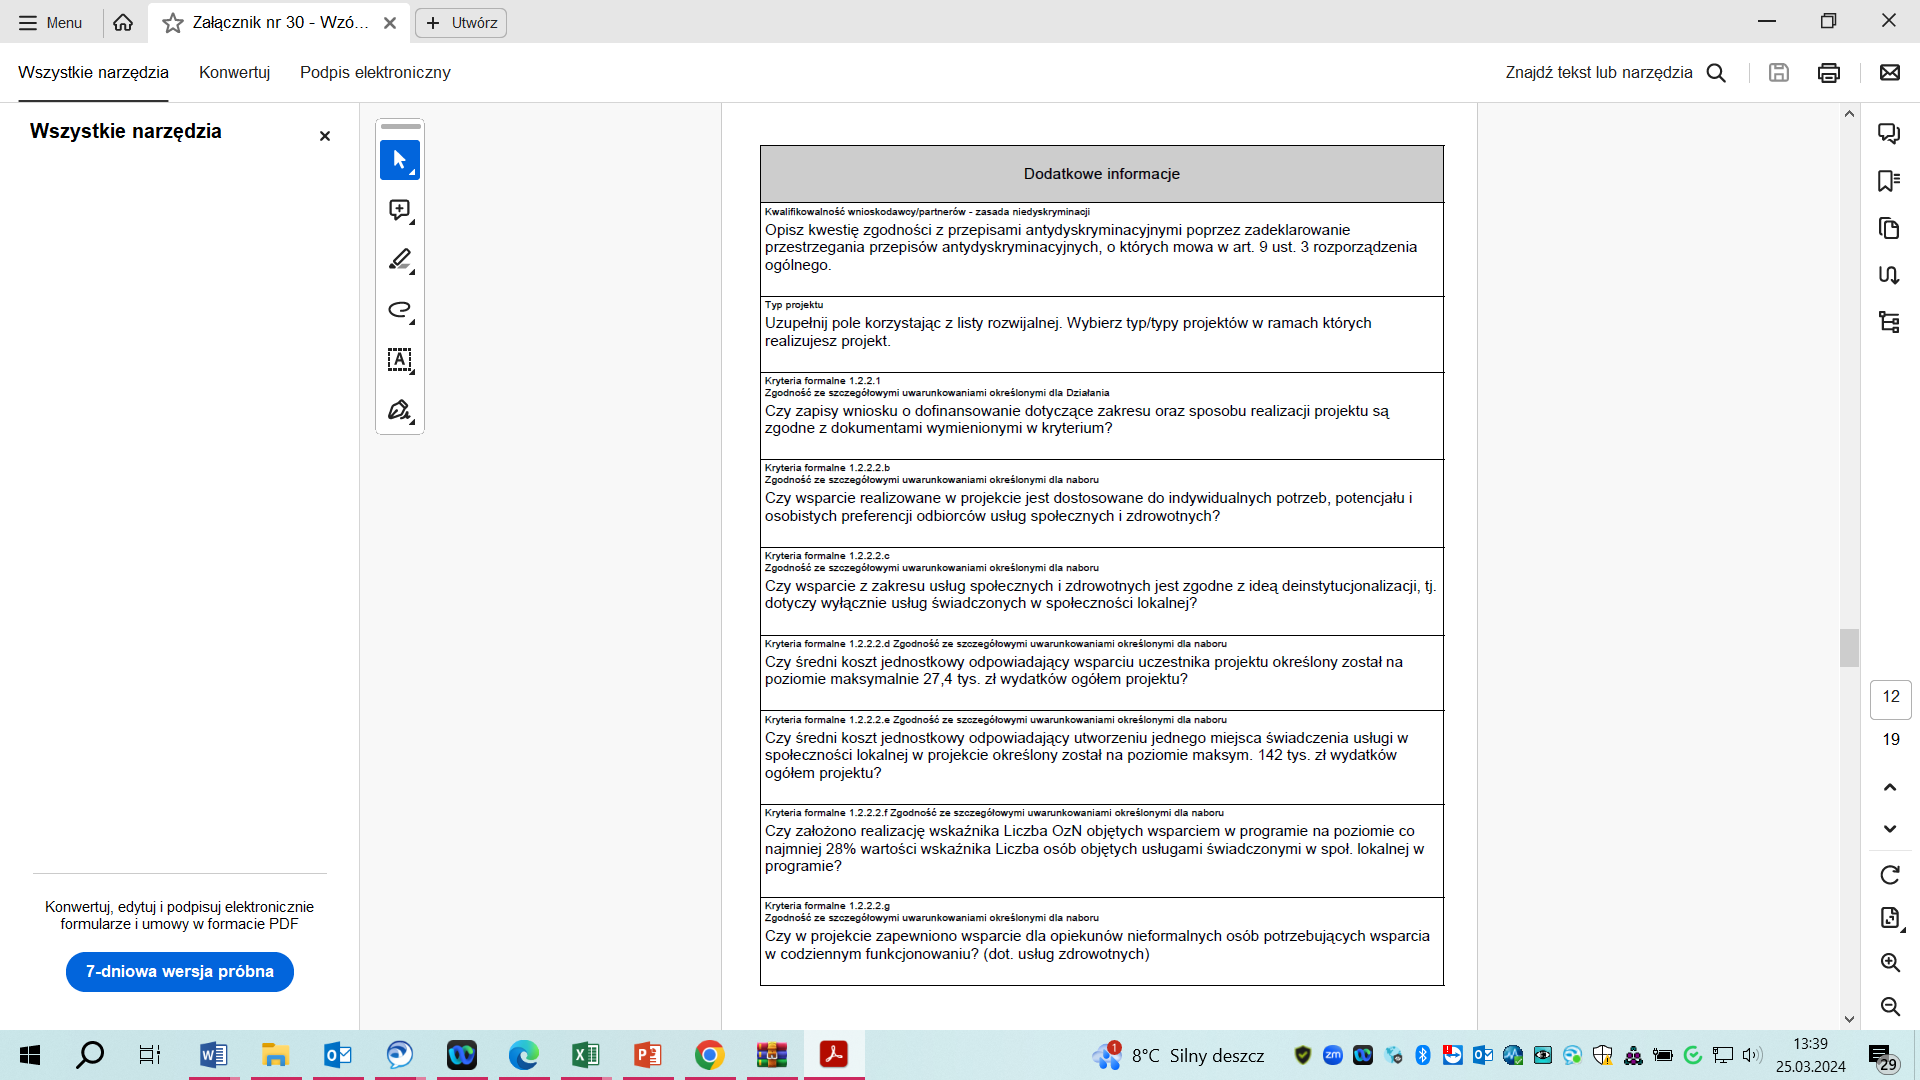 Menu
Załącznik nr 30 - Wzó...
Utwórz
Wszystkie narzędzia
Konwertuj
Podpis elektroniczny
Znajdź tekst lub narzędzia
Wszystkie narzędzia
Dodatkowe informacje
Kwalifikowalność wnioskodawcy/partnerów - zasada niedyskryminacji
Opisz kwestię zgodności z przepisami antydyskryminacyjnymi poprzez zadeklarowanie
przestrzegania przepisów antydyskryminacyjnych, o których mowa w art. 9 ust. 3 rozporządzenia
ogólnego.
Typ projektu
Uzupełnij pole korzystając z listy rozwijalnej. Wybierz typ/typy projektów w ramach których
realizujesz projekt.
Kryteria formalne 1.2.2.1
Zgodność ze szczegółowymi uwarunkowaniami określonymi dla Działania
Czy zapisy wniosku o dofinansowanie dotyczące zakresu oraz sposobu realizacji projektu są
zgodne z dokumentami wymienionymi w kryterium?
Kryteria formalne 1.2.2.2.b
Zgodność ze szczegółowymi uwarunkowaniami określonymi dla naboru
Czy wsparcie realizowane w projekcie jest dostosowane do indywidualnych potrzeb, potencjału i
osobistych preferencji odbiorców usług społecznych i zdrowotnych?
Kryteria formalne 1.2.2.2.c
Zgodność ze szczegółowymi uwarunkowaniami określonymi dla naboru
Czy wsparcie z zakresu usług społecznych i zdrowotnych jest zgodne z ideą deinstytucjonalizacji, tj.
dotyczy wyłącznie usług świadczonych w społeczności lokalnej?
Kryteria formalne 1.2.2.2.d Zgodność ze szczegółowymi uwarunkowaniami określonymi dla naboru
Czy średni koszt jednostkowy odpowiadający wsparciu uczestnika projektu określony został na
poziomie maksymalnie 27,4 tys. zł wydatków ogółem projektu?
Kryteria formalne 1.2.2.2.e Zgodność ze szczegółowymi uwarunkowaniami określonymi dla naboru
Czy średni koszt jednostkowy odpowiadający utworzeniu jednego miejsca świadczenia usługi w
społeczności lokalnej w projekcie określony został na poziomie maksym. 142 tys. zł wydatków
ogółem projektu?
Kryteria formalne 1.2.2.2.f Zgodność ze szczegółowymi uwarunkowaniami określonymi dla naboru
Czy założono realizację wskaźnika Liczba OzN objętych wsparciem w programie na poziomie co
najmniej 28% wartości wskaźnika Liczba osób objętych usługami świadczonymi w społ. lokalnej w
programie?
Kryteria formalne 1.2.2.2.g
Zgodność ze szczegółowymi uwarunkowaniami określonymi dla naboru
Czy w projekcie zapewniono wsparcie dla opiekunów nieformalnych osób potrzebujących wsparcia
w codziennym funkcjonowaniu? (dot. usług zdrowotnych)
12
19
Konwertuj, edytuj i podpisuj elektronicznie
formularze i umowy w formacie PDF
7-dniowa wersja próbna
1
8°C Silny deszcz
zm
13:39
25.03.2024
29